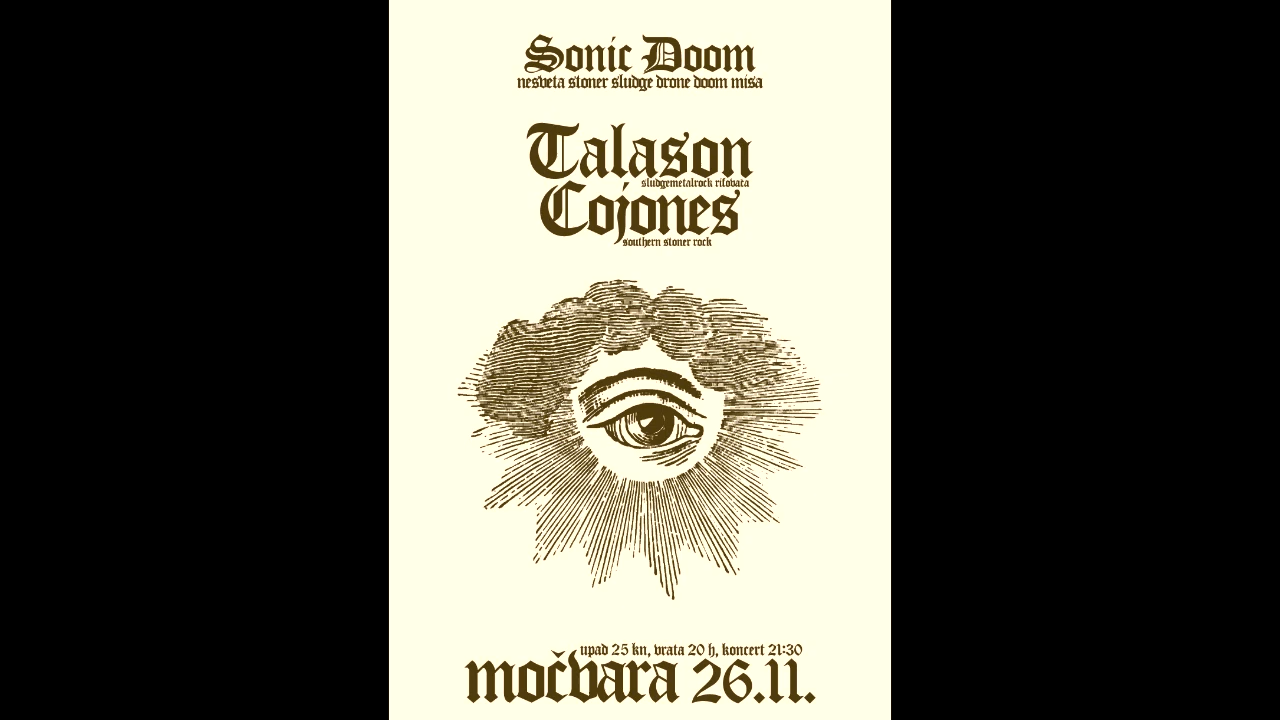 Sonic Doom
nesveta stoner sludge drone doom misa
Talason
sludgemetalrock rifovača
Cojones
southern stoner rock
upad 25 kn, vrata 20 h, koncert 21:30
močvara 26.11.